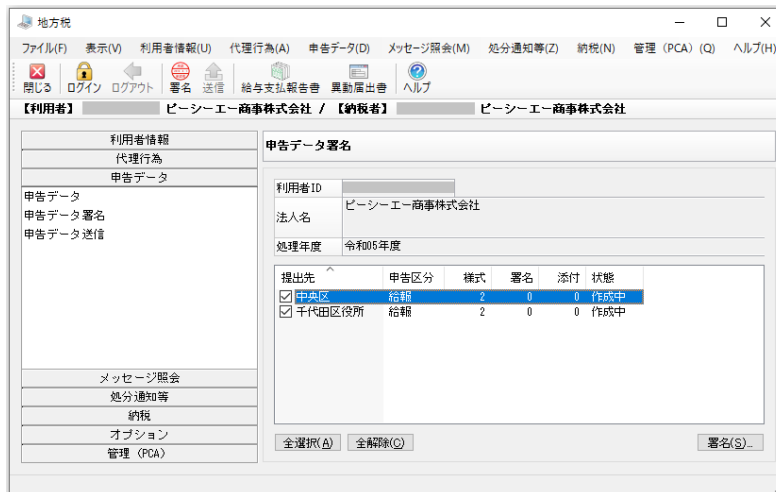 地方税
ファイル(F) 表示(V) 利用者情報(U) 代理行為(A) 申告データ(D) メッセージ照会(M) 処分通知等(Z) 納税(N) 管理（PCA）(Q) ヘルプ(H)
閉じる ログイン ログアウト 署名 送信 給与支払報告書 異動届出書 ヘルプ
【利用者】 ピーシーエー商事株式会社 / 【納税者】 ピーシーエー商事株式会社
利用者情報
代理行為
申告データ
申告データ
申告データ署名
申告データ送信
メッセージ照会
処分通知等
納税
オプション
管理（PCA）
申告データ署名
利用者ID
法人名 ピーシーエー商事株式会社
処理年度 令和05年度
提出先 申告区分 様式 署名 添付 状態
中央区 給報 2 0 0 作成中
千代田区役所 給報 2 0 0 作成中
全選択(A) 全解除(C) 署名(S)...